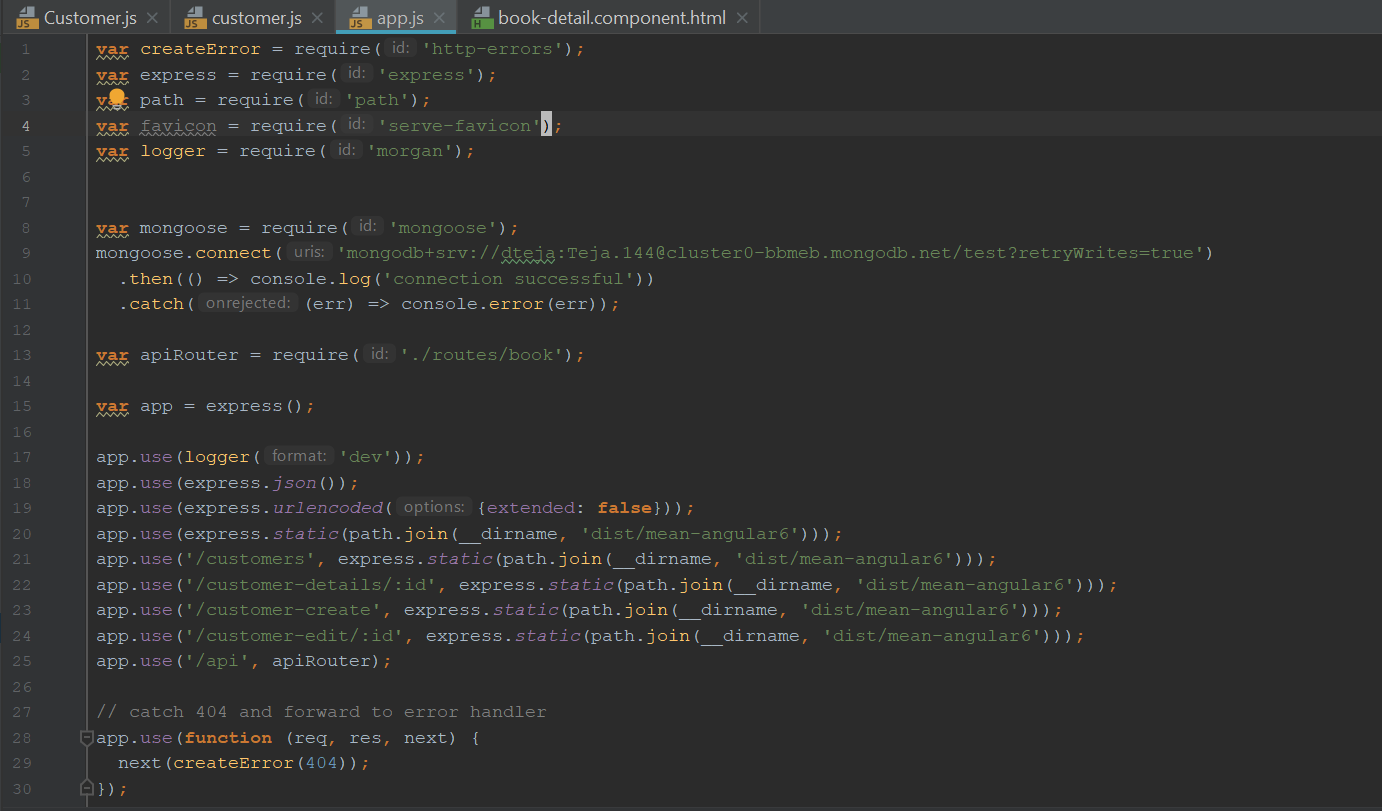 Customer.js customer.js app.js book-detail.component.html
1 var createError = require( id: 'http-errors');
2 var express = require( id: 'express');
3 var path = require( id: 'path');
4 var favicon = require( id: 'serve-favicon');
5 var logger = require( id: 'morgan');
6
7
8 var mongoose = require( id: 'mongoose');
9 mongoose.connect( uris: 'mongodb+srv://dteja:Teja.144@cluster0-bbmeb.mongodb.net/test?retryWrites=true')
10 .then(() => console.log('connection successful'))
11 .catch( onrejected: (err) => console.error(err));
12
13 var apiRouter = require( id: './routes/book');
14
15 var app = express();
16
17 app.use(logger( format: 'dev'));
18 app.use(express.json());
19 app.use(express.urlencoded( options: {extended: false}));
20 app.use(express.static(path.join(__dirname, 'dist/mean-angular6')));
21 app.use('/customers', express.static(path.join(__dirname, 'dist/mean-angular6')));
22 app.use('/customer-details/:id', express.static(path.join(__dirname, 'dist/mean-angular6')));
23 app.use('/customer-create', express.static(path.join(__dirname, 'dist/mean-angular6')));
24 app.use('/customer-edit/:id', express.static(path.join(__dirname, 'dist/mean-angular6')));
25 app.use('/api', apiRouter);
26
27 // catch 404 and forward to error handler
28 app.use(function (req, res, next) {
29 next(createError(404));
30 });